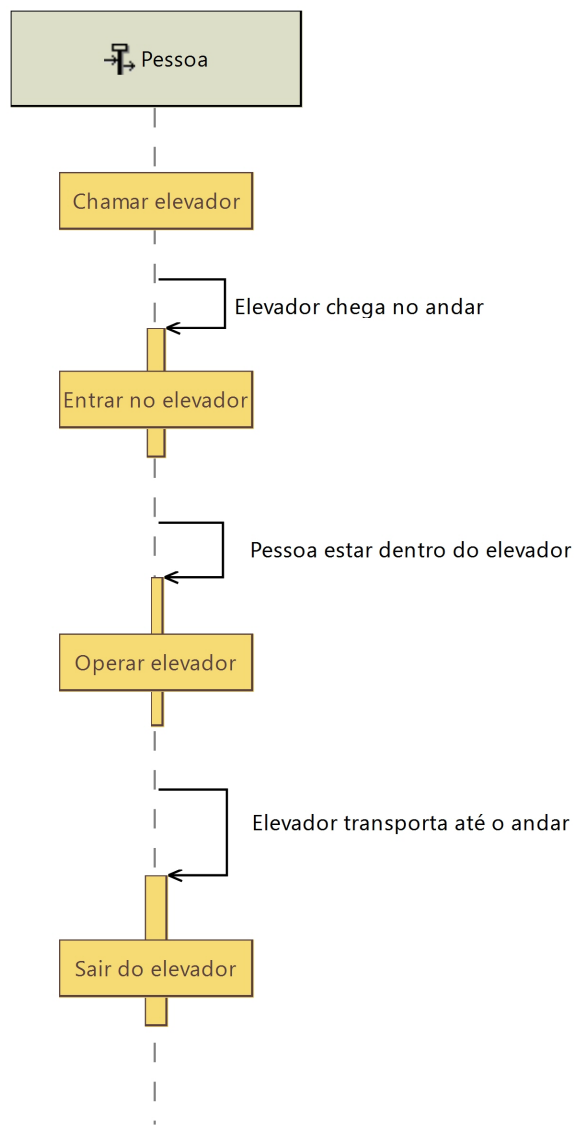 Pessoa
Chamar elevador
Elevador chega no andar
Entrar no elevador
Pessoa estar dentro do elevador
Operar elevador
Elevador transporta até o andar
Sair do elevador